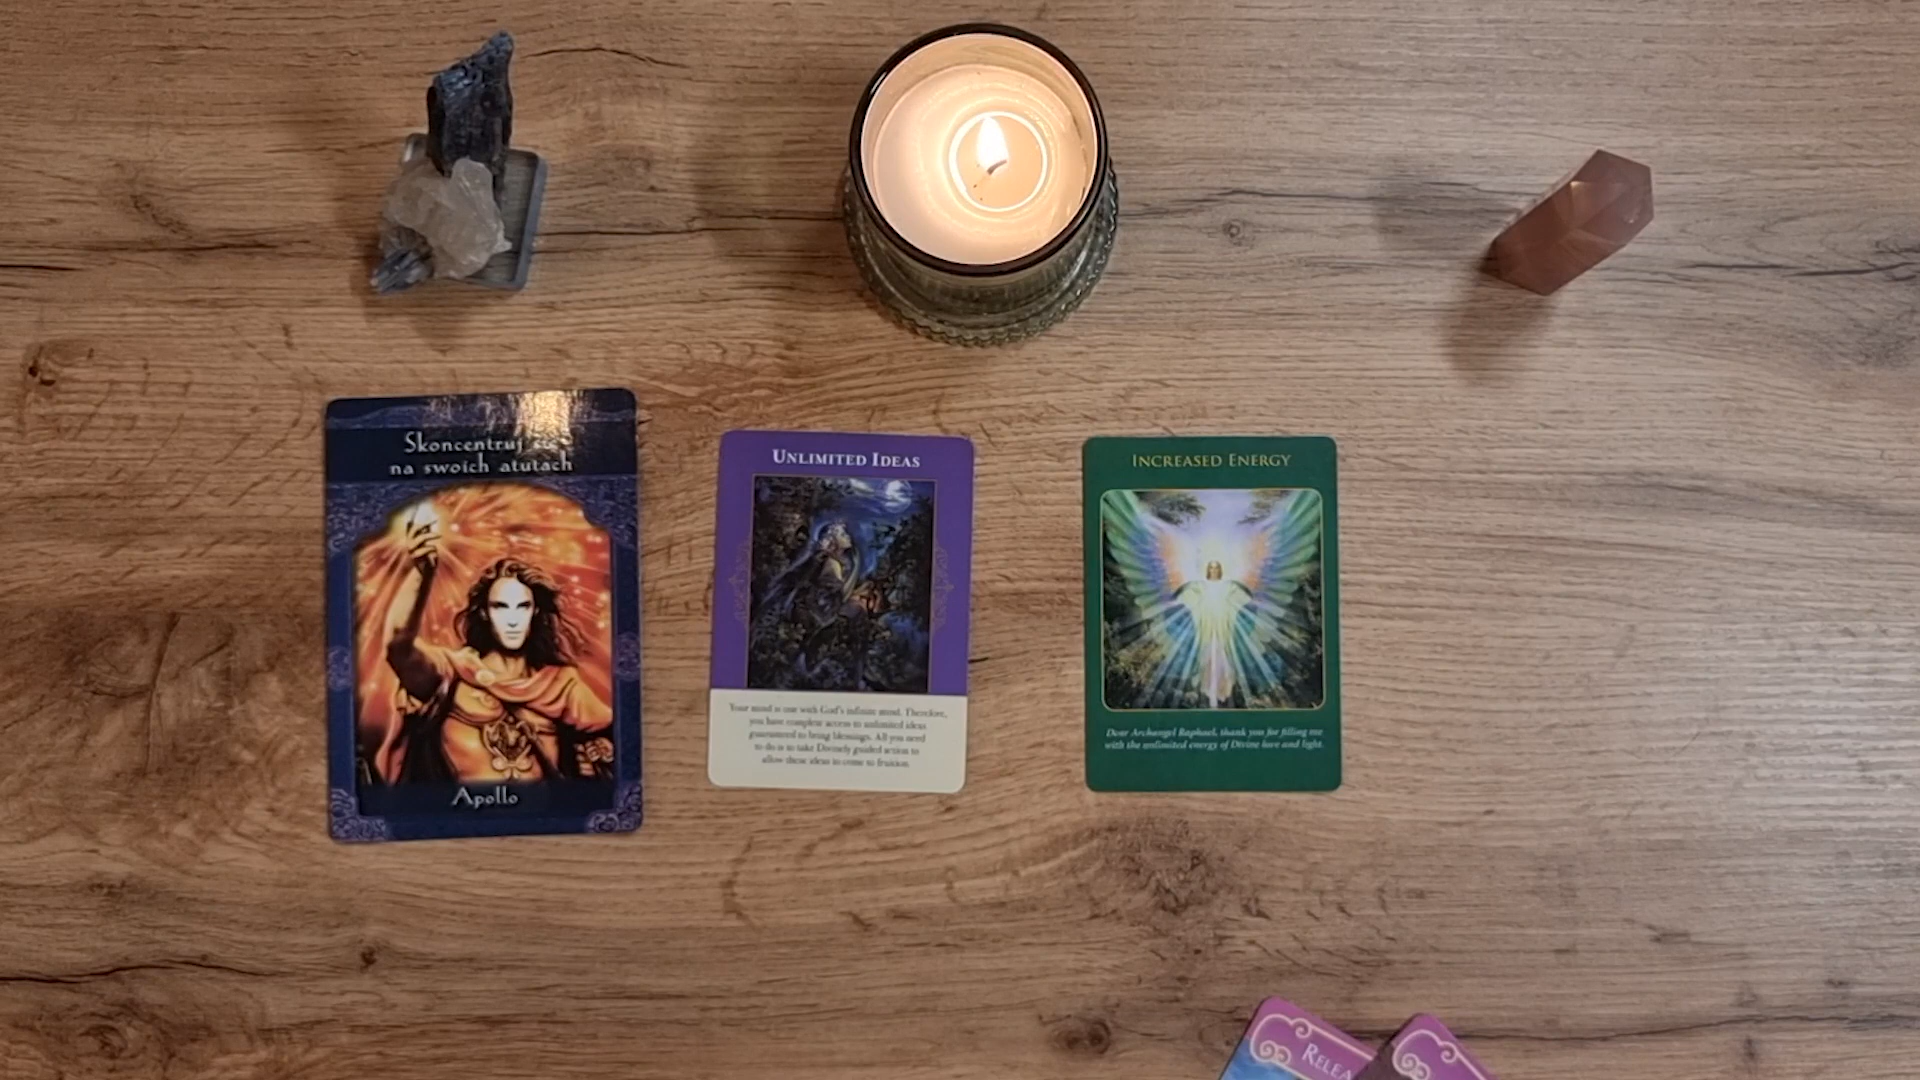 Skoncentruj się
na swoich atutach
Apollo
UNLIMITED IDEAS
Your mind is one with God's infinite mind. Therefore,
you have complete access to unlimited ideas
guaranteed to bring blessings. All you need
to do is to take Divinely guided action to
allow these ideas to come to fruition.
INCREASED ENERGY
Dear Archangel Raphael, thank you for filling me
with the unlimited energy of Divine love and light.
RELEA